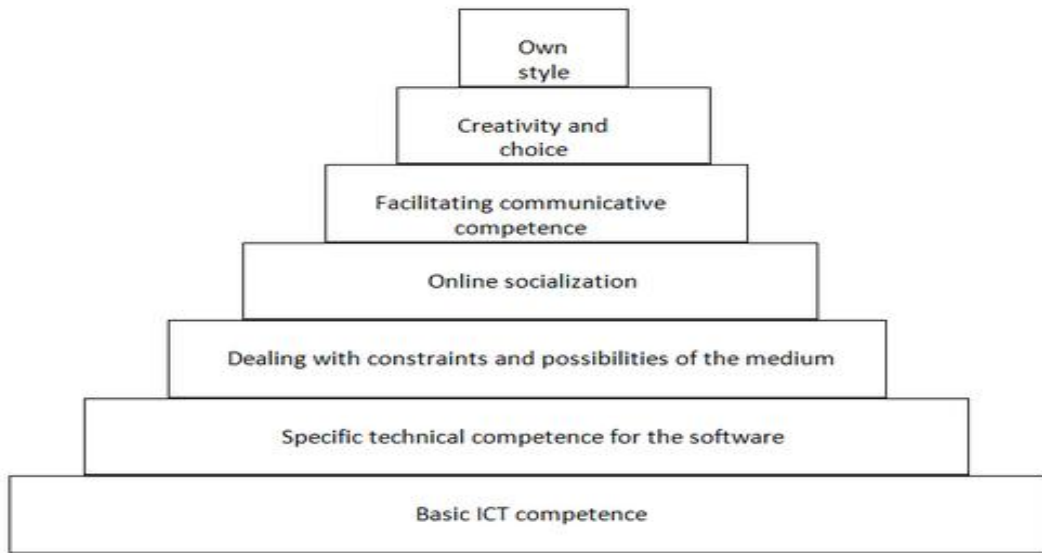 Own
style
Creativity and
choice
Facilitating communicative
competence
Online socialization
Dealing with constraints and possibilities of the medium
Specific technical competence for the software
Basic ICT competence